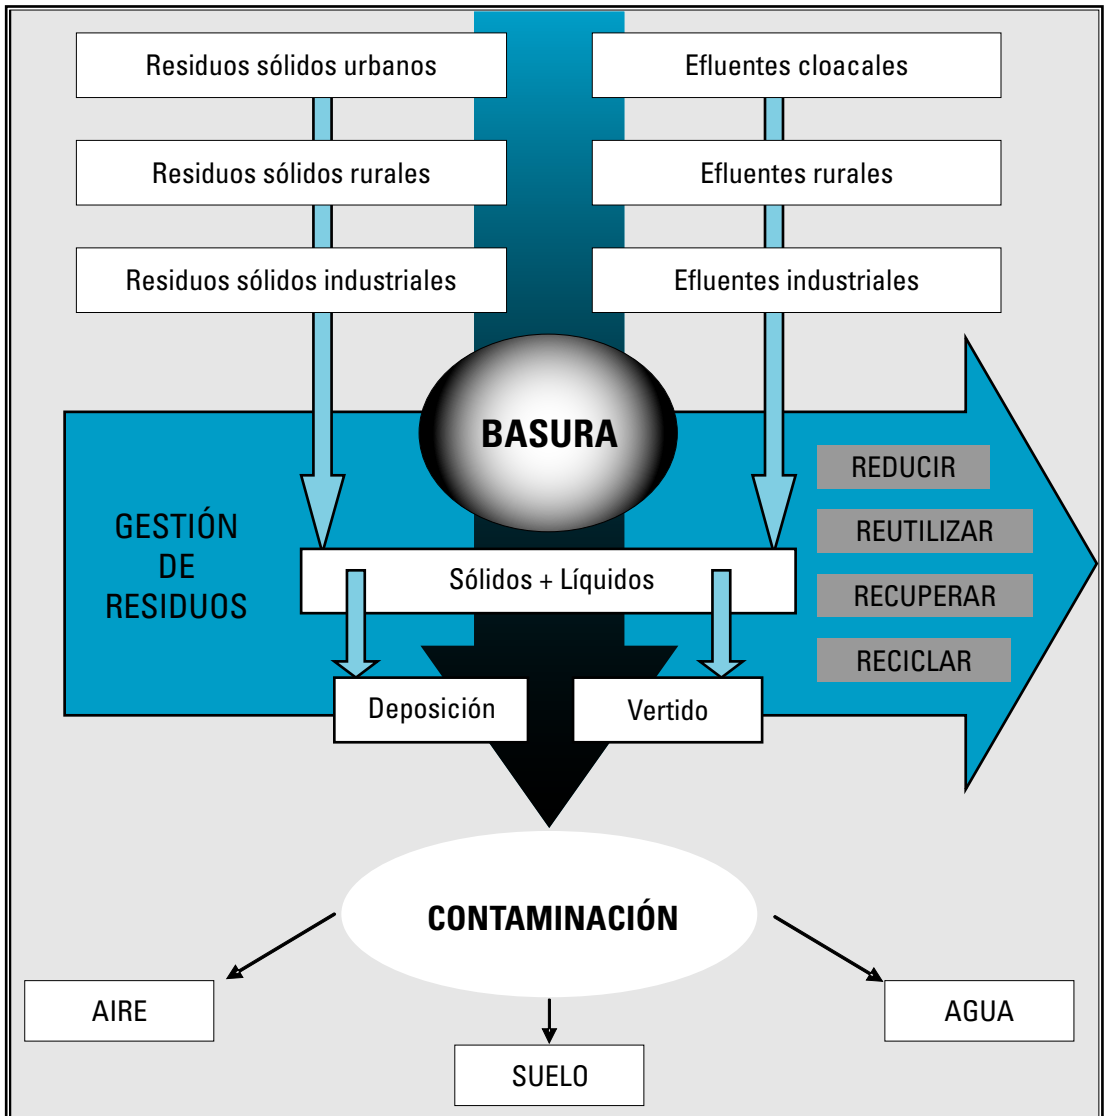 Residuos sólidos urbanos
Efluentes cloacales
Residuos sólidos rurales
Efluentes rurales
Residuos sólidos industriales
Efluentes industriales
BASURA
GESTIÓN
DE
RESIDUOS
REDUCIR
REUTILIZAR
RECUPERAR
RECICLAR
Sólidos + Líquidos
Deposición
Vertido
CONTAMINACIÓN
AIRE
AGUA
SUELO